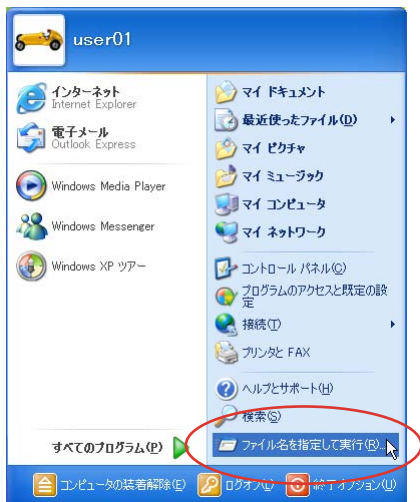 user01
インターネット
Internet Explorer
電子メール
Outlook Express
Windows Media Player
Windows Messenger
Windows XP ツアー
すべてのプログラム(P)
マイ ドキュメント
最近使ったファイル(D)
マイ ピクチャ
マイ ミュージック
マイ コンピュータ
マイ ネットワーク
コントロール パネル(C)
プログラムのアクセスと既定の設
定
接続(T)
プリンタと FAX
ヘルプとサポート(H)
検索(S)
ファイル名を指定して実行(R)...
コンピュータの装着解除(E)
ログオフ(L)
終了オプション(U)